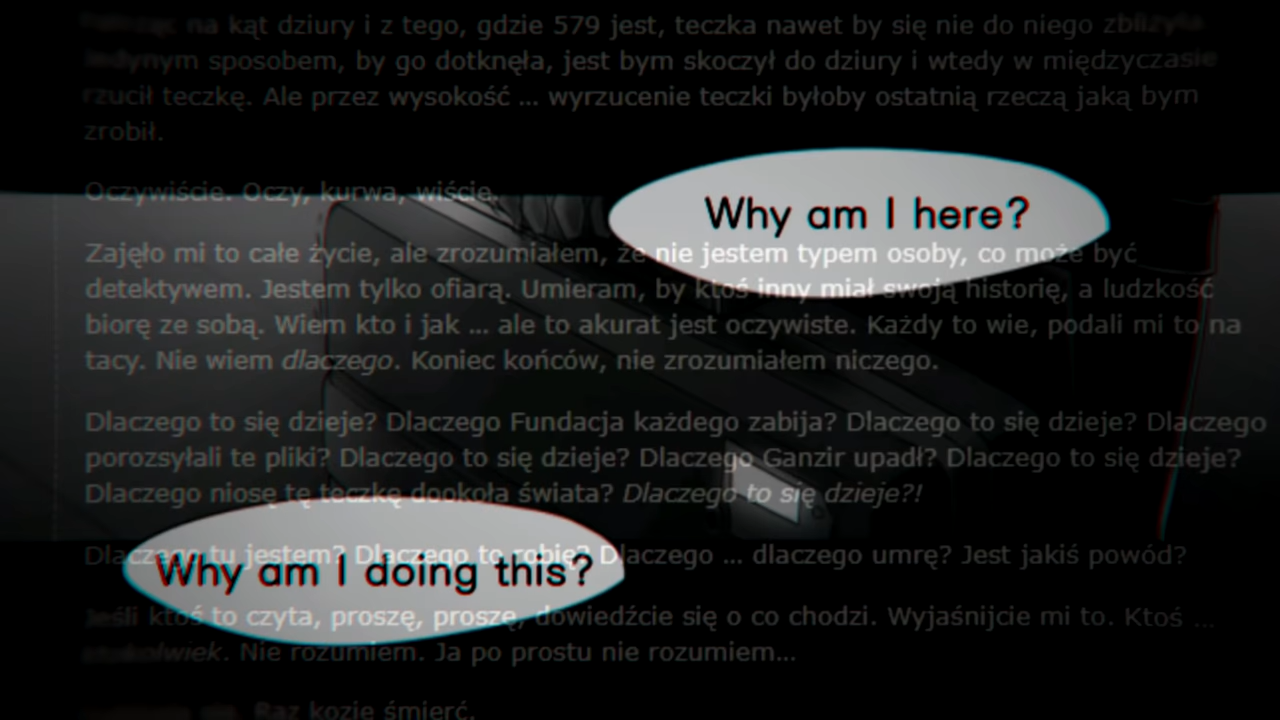 na kąt dziury i z tego, gdzie 579 jest, teczka nawet by się nie do niego zbliżyła
Jedynym sposobem, by go dotknęła, jest bym skoczył do dziury i wtedy w międzyczasie
rzucił teczkę. Ale przez wysokość ... wyrzucenie teczki byłoby ostatnią rzeczą jaką bym
zrobił.
Oczywiście. Oczy, kurwa, wiście.
Why am I here?
Zajęło mi to całe życie, ale zrozumiałem, że nie jestem typem osoby, co może być
detektywem. Jestem tylko ofiarą. Umieram, by ktoś inny miał swoją historię, a ludzkość
biorę ze sobą. Wiem kto i jak ... ale to akurat jest oczywiste. Każdy to wie, podali mi to na
tacy. Nie wiem dlaczego. Koniec końców, nie zrozumiałem niczego.
Dlaczego to się dzieje? Dlaczego Fundacja każdego zabija? Dlaczego to się dzieje? Dlaczego
porozsyłali te pliki? Dlaczego to się dzieje? Dlaczego Ganzir upadł? Dlaczego to się dzieje?
Dlaczego niosę tę teczkę dookoła świata? Dlaczego to się dzieje?!
Dlaczego tu jestem? Dlaczego to robię? Dlaczego ... dlaczego umrę? Jest jakiś powód?
Why am I doing this?
Jeśli ktoś to czyta, proszę, proszę, dowiedźcie się o co chodzi. Wyjaśnijcie mi to. Ktoś ...
Nie rozumiem. Ja po prostu nie rozumiem...
Raz kozie śmierć.